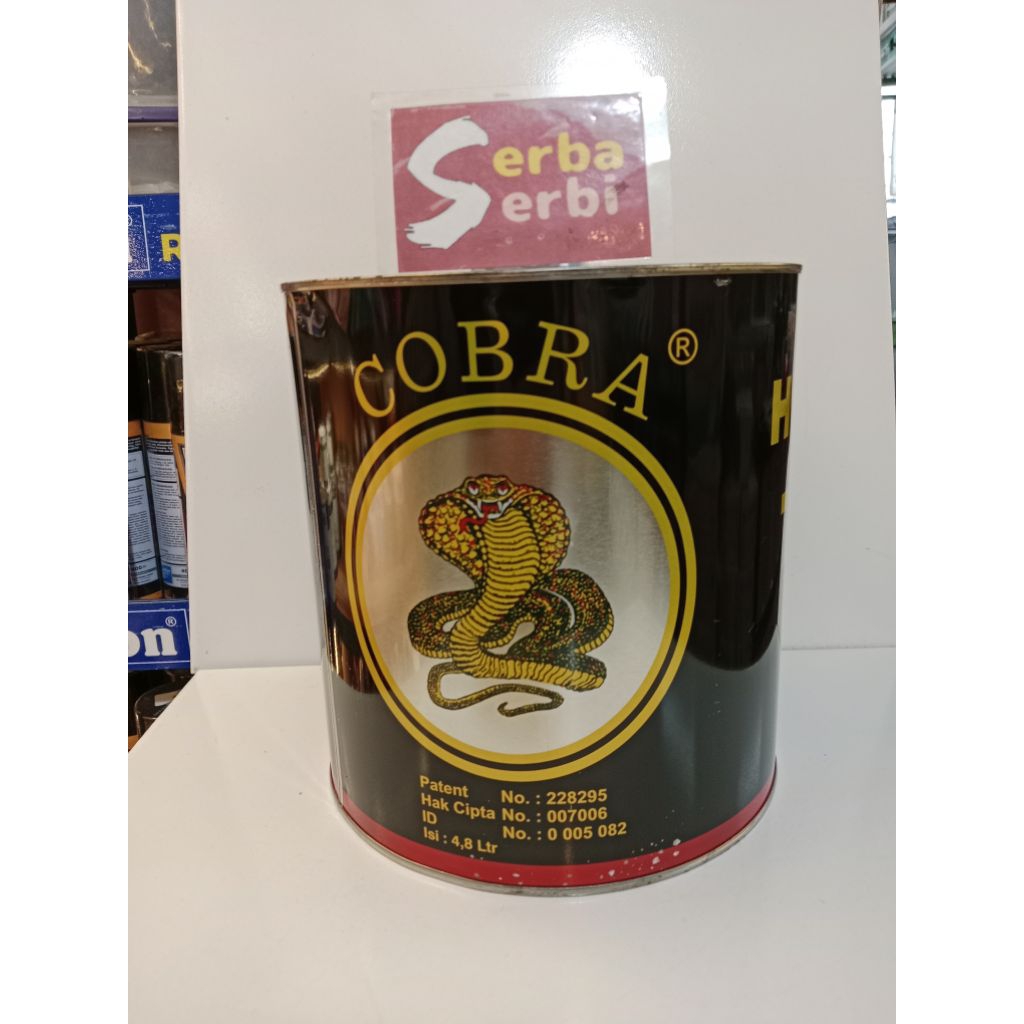 Serba
Serbi
COBRA ®
Patent No. : 228295
Hak Cipta No. : 007006
ID No. : 0 005 082
Isi : 4,8 Ltr
H
R
on ®